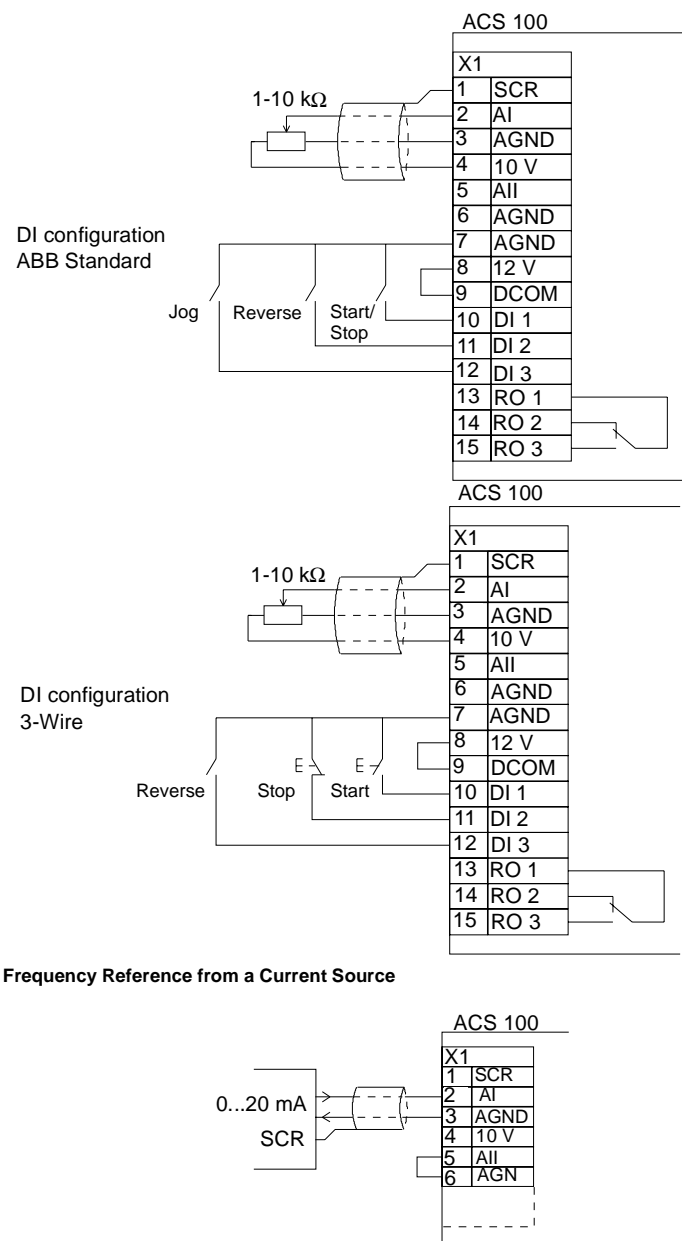 ACS 100
X1
1 SCR
1-10 kΩ
2 AI
3 AGND
4 10 V
5 AII
6 AGND
DI configuration
7 AGND
ABB Standard
8 12 V
9 DCOM
Jog Reverse Start/
Stop
10 DI 1
11 DI 2
12 DI 3
13 RO 1
14 RO 2
15 RO 3
ACS 100
X1
1 SCR
1-10 kΩ
2 AI
3 AGND
4 10 V
5 AII
DI configuration
3-Wire
6 AGND
7 AGND
8 12 V
9 DCOM
Reverse Stop Start
10 DI 1
11 DI 2
12 DI 3
13 RO 1
14 RO 2
15 RO 3
Frequency Reference from a Current Source
ACS 100
X1
1 SCR
0...20 mA
2 AI
3 AGND
SCR
4 10 V
5 AII
6 AGN